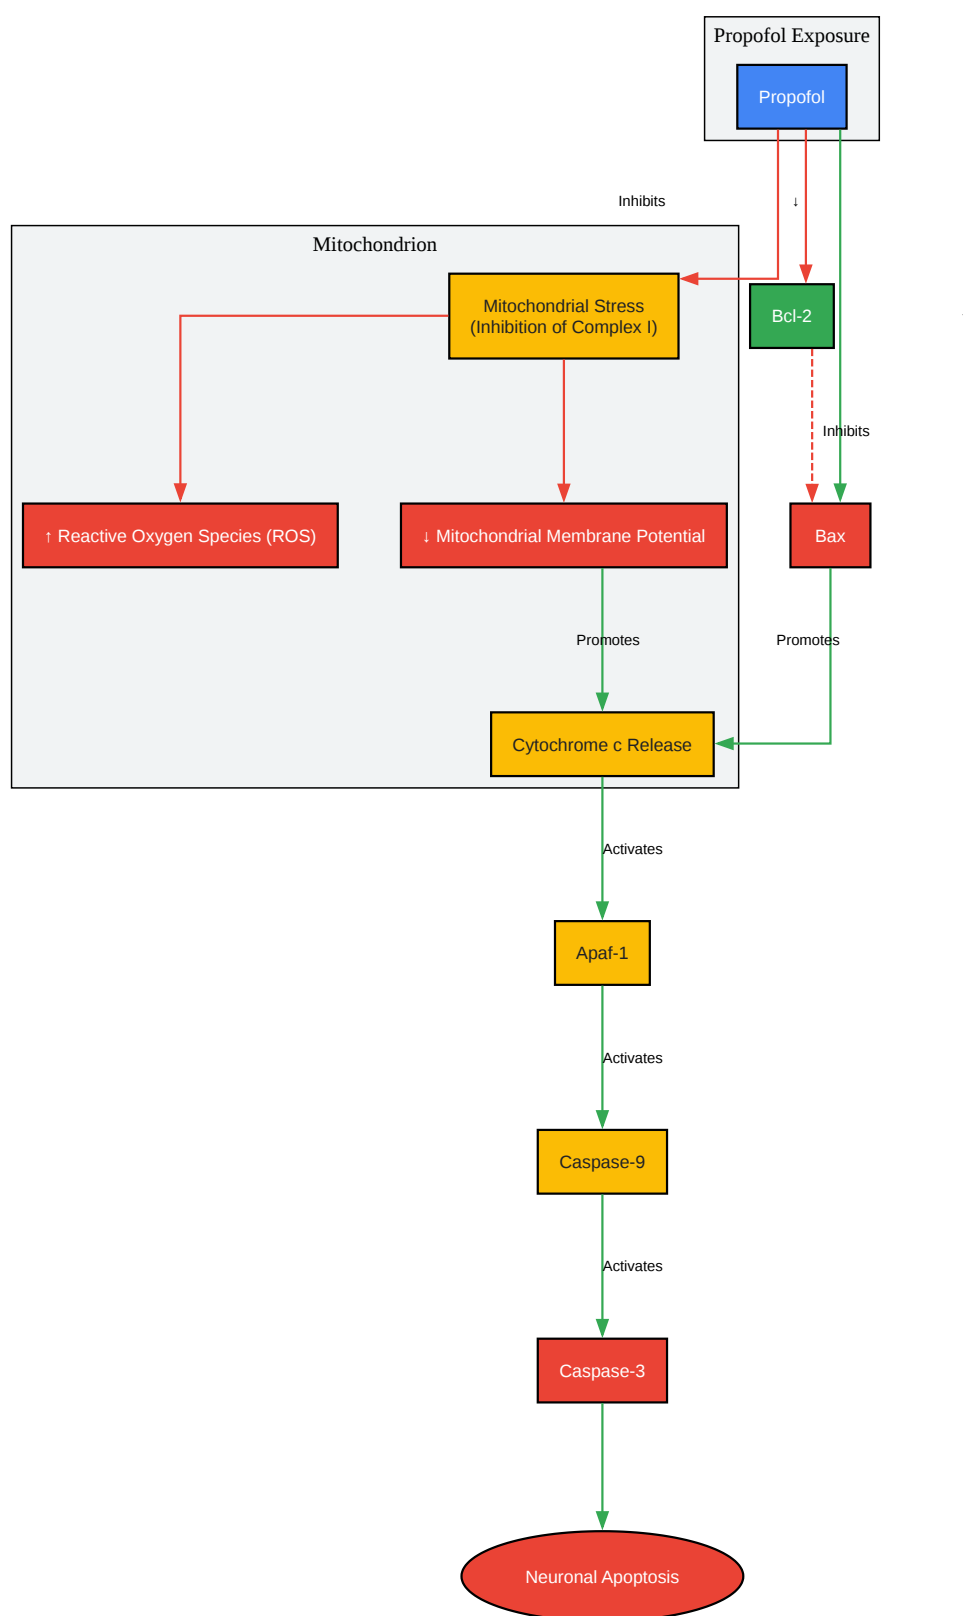 Propofol Exposure
Propofol
Inhibits
↓
Mitochondrion
Mitochondrial Stress
(Inhibition of Complex I)
Bcl-2
Inhibits
↑ Reactive Oxygen Species (ROS)
↓ Mitochondrial Membrane Potential
Bax
Promotes
Promotes
Cytochrome c Release
Activates
Apaf-1
Activates
Caspase-9
Activates
Caspase-3
Neuronal Apoptosis